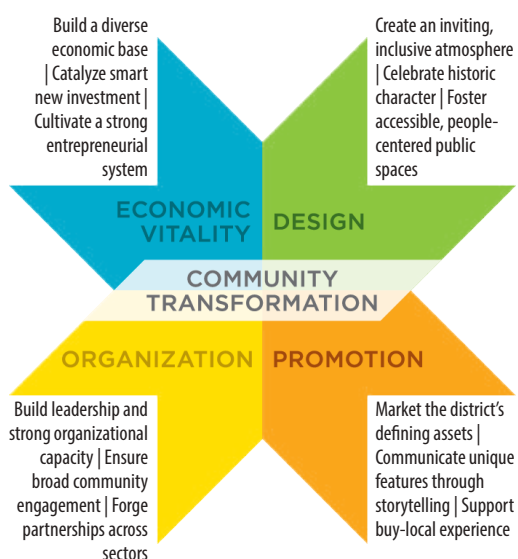 Build a diverse
economic base
| Catalyze smart
new investment |
Cultivate a strong
entrepreneurial
system
Create an inviting,
inclusive atmosphere
| Celebrate historic
character | Foster
accessible, people-
centered public
spaces
ECONOMIC
VITALITY
DESIGN
COMMUNITY
TRANSFORMATION
ORGANIZATION
PROMOTION
Build leadership and
strong organizational
capacity | Ensure
broad community
engagement | Forge
partnerships across
sectors
Market the district’s
defining assets |
Communicate unique
features through
storytelling | Support
buy-local experience